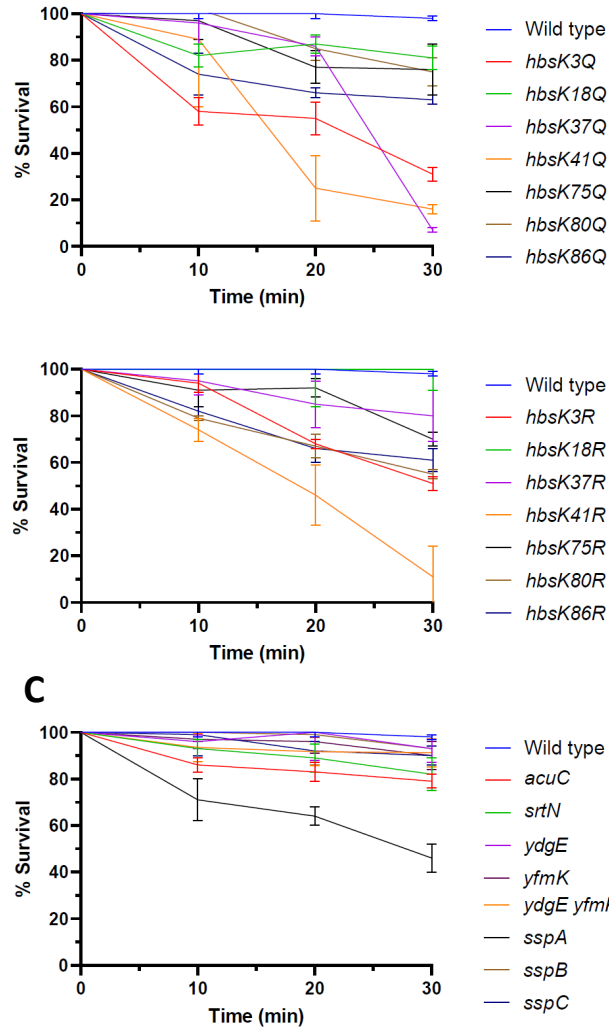 100
80
60
40
20
0
% Survival
0
10
20
30
Time (min)
Wild type
hbsK3Q
hbsK18Q
hbsK37Q
hbsK41Q
hbsK75Q
hbsK80Q
hbsK86Q
100
80
60
40
20
0
% Survival
0
10
20
30
Time (min)
Wild type
hbsK3R
hbsK18R
hbsK37R
hbsK41R
hbsK75R
hbsK80R
hbsK86R
C
100
80
60
40
20
0
% Survival
0
10
20
30
Time (min)
Wild type
acuC
srtN
ydgE
yfmK
ydgE yfmK
sspA
sspB
sspC